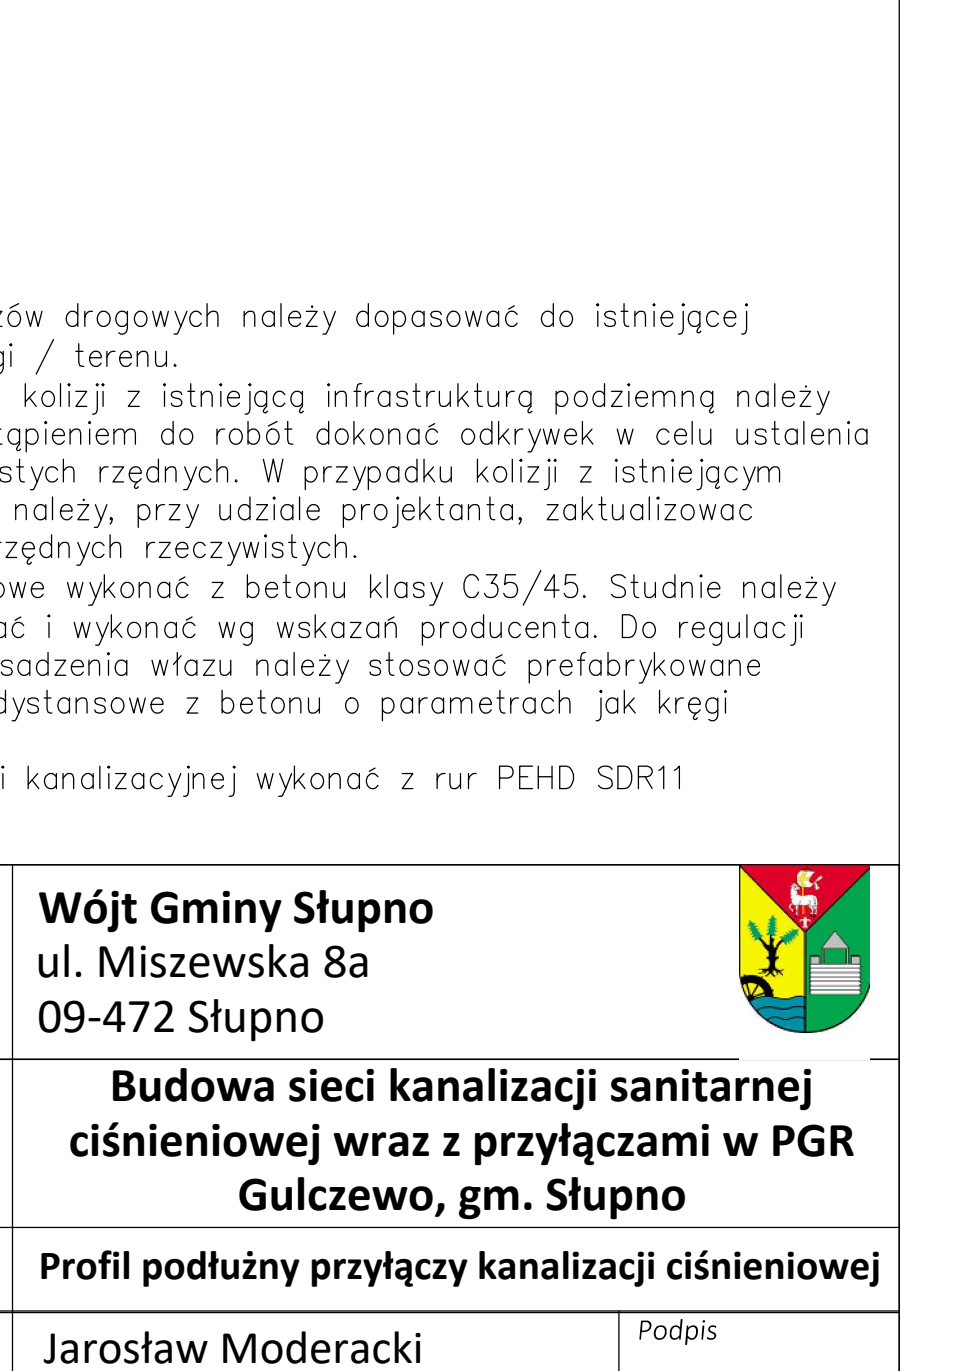 zów drogowych należy dopasować do istniejącej
gi / terenu.
kolizji z istniejącą infrastrukturą podziemną należy
tąpieniem do robót dokonać odkrywek w celu ustalenia
istych rzędnych. W przypadku kolizji z istniejącym
należy, przy udziale projektanta, zaktualizowac
rzędnych rzeczywistych.
owe wykonać z betonu klasy C35/45. Studnie należy
ać i wykonać wg wskazań producenta. Do regulacji
sadzenia włazu należy stosować prefabrykowane
dystansowe z betonu o parametrach jak kręgi
i kanalizacyjnej wykonać z rur PEHD SDR11
Wójt Gminy Słupno
ul. Miszewska 8a
09-472 Słupno
Budowa sieci kanalizacji sanitarnej
ciśnieniowej wraz z przyłączami w PGR
Gulczewo, gm. Słupno
Profil podłużny przyłączy kanalizacji ciśnieniowej
Jarosław Moderacki
Podpis